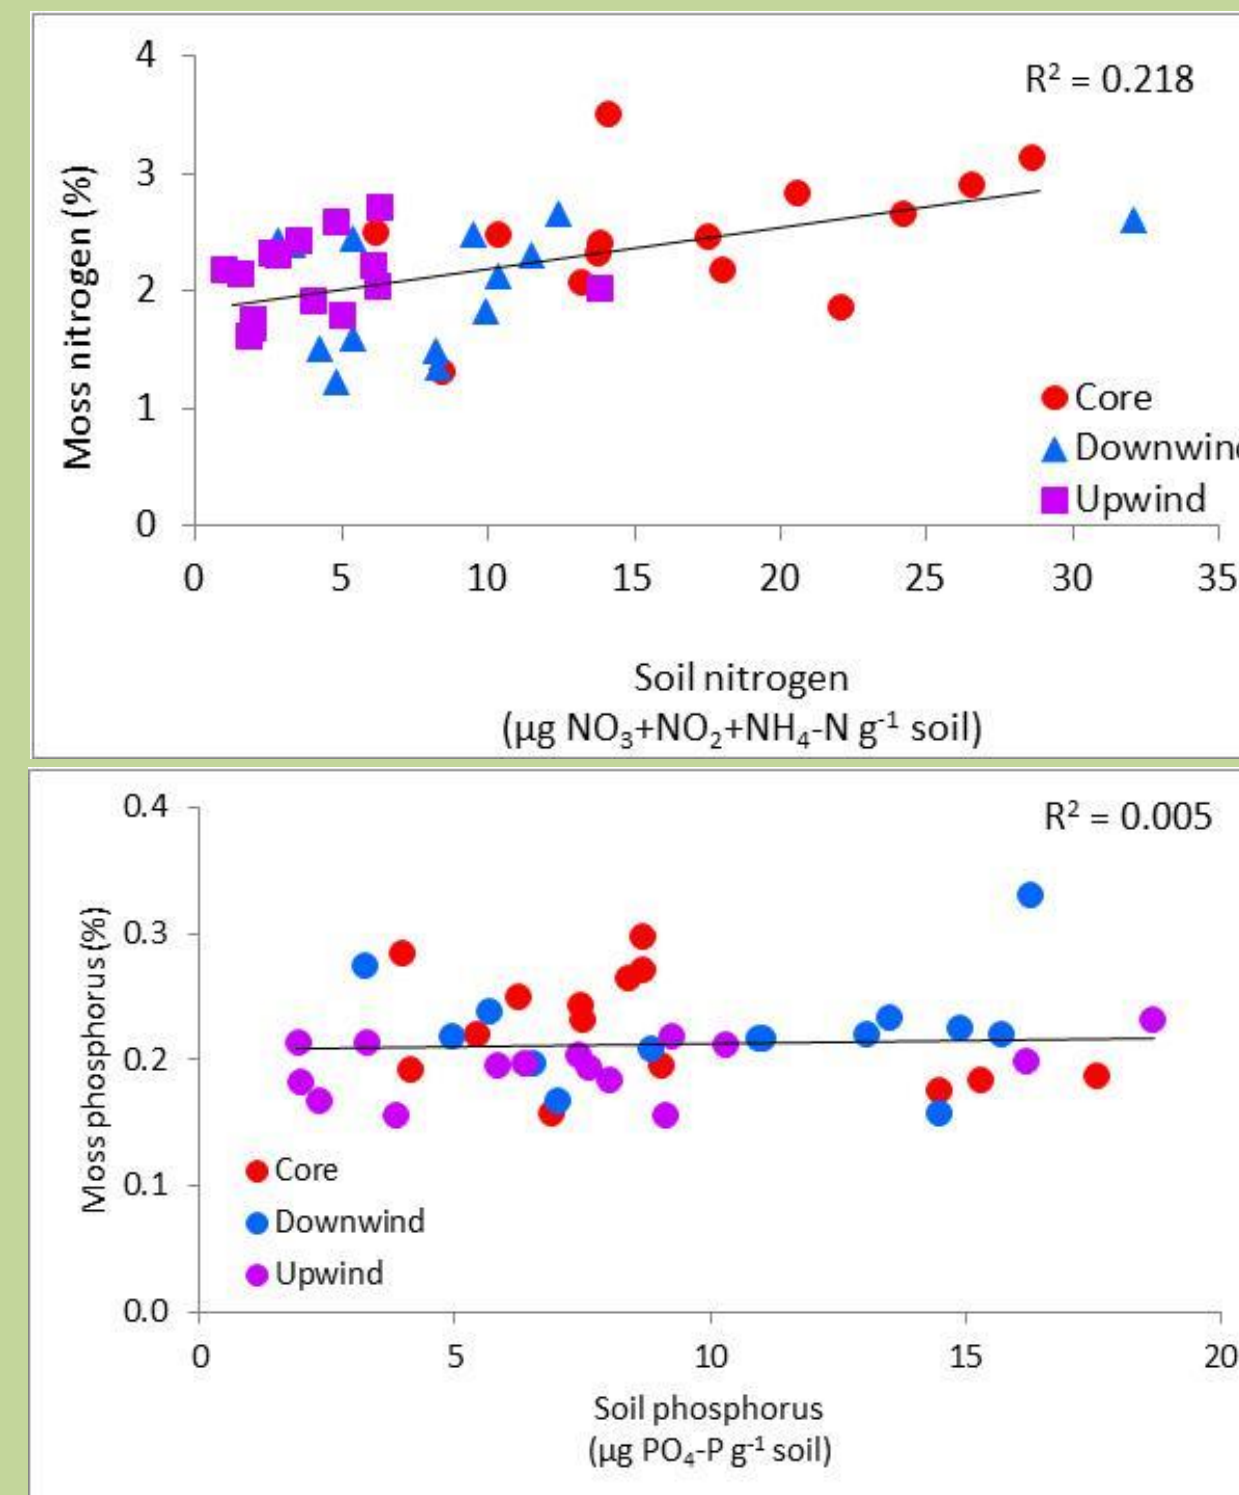 4
R² = 0.218
3
Moss nitrogen (%)
2
1
Core
Downwind
Upwind
0
0 5 10 15 20 25 30 35
Soil nitrogen
(µg NO₃+NO₂+NH₄-N g⁻¹ soil)
0.4
R² = 0.005
0.3
Moss phosphorus (%)
0.2
0.1
Core
Downwind
Upwind
0.0
0 5 10 15 20
Soil phosphorus
(µg PO₄-P g⁻¹ soil)